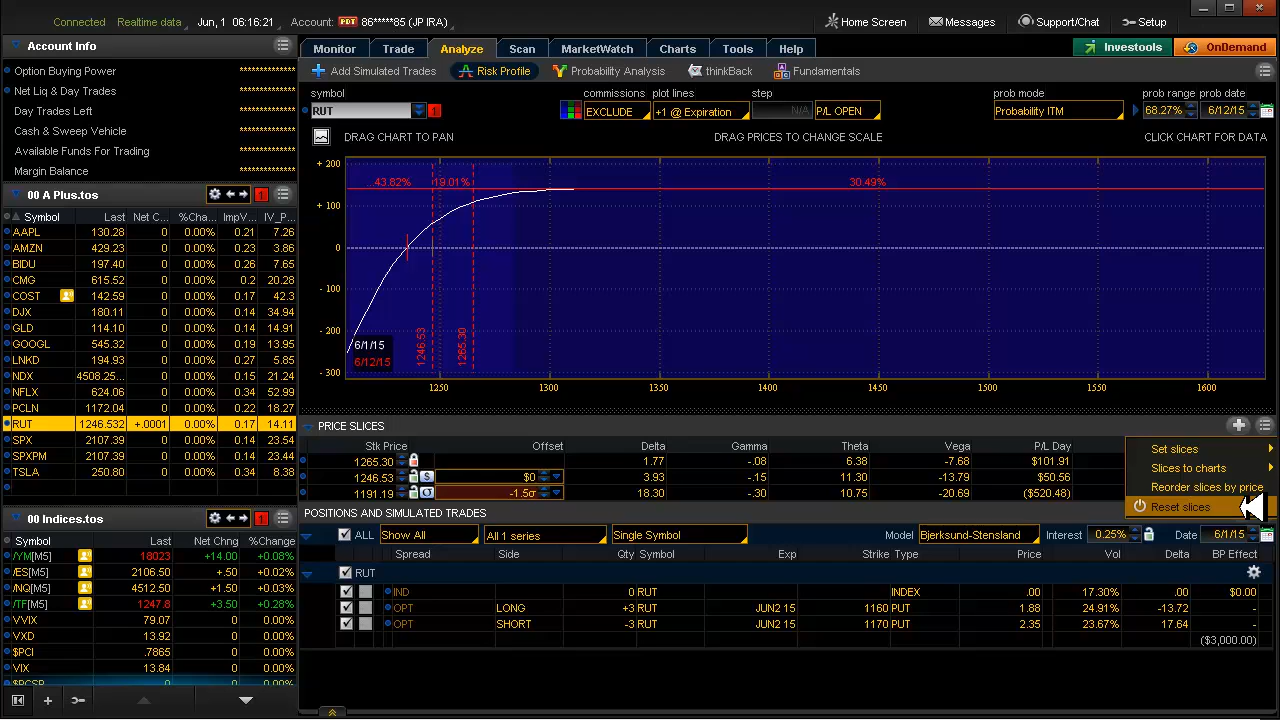 Connected Realtime data Jun, 1 06:16:21 Account: PDT 86*****85 (JP IRA) Home Screen Messages Support/Chat Setup
Account Info
Option Buying Power **************
Net Liq & Day Trades **************
Day Trades Left **************
Cash & Sweep Vehicle **************
Available Funds For Trading **************
Margin Balance **************
Monitor Trade Analyze Scan MarketWatch Charts Tools Help Investools OnDemand
Add Simulated Trades Risk Profile Probability Analysis thinkBack Fundamentals
symbol commissions plot lines step prob mode prob range prob date
RUT 1 EXCLUDE +1 @ Expiration N/A P/L OPEN Probability ITM 68.27% 6/12/15
DRAG CHART TO PAN DRAG PRICES TO CHANGE SCALE CLICK CHART FOR DATA
+ 200
+ 100
0
- 100
- 200
- 300
...43.82% 19.01% 30.49%
1246.53 1265.30
6/1/15
6/12/15
1250 1300 1350 1400 1450 1500 1550 1600
00 A Plus.tos 1
Symbol Last Net C... %Cha... ImpV... IV_P...
AAPL 130.28 0 0.00% 0.21 7.26
AMZN 429.23 0 0.00% 0.23 3.86
BIDU 197.40 0 0.00% 0.26 7.65
CMG 615.52 0 0.00% 0.2 20.28
COST 142.59 0 0.00% 0.17 42.3
DJX 180.11 0 0.00% 0.14 34.94
GLD 114.10 0 0.00% 0.14 14.91
GOOGL 545.32 0 0.00% 0.19 13.95
LNKD 194.93 0 0.00% 0.27 5.85
NDX 4508.25... 0 0.00% 0.15 21.24
NFLX 624.06 0 0.00% 0.34 52.99
PCLN 1172.04 0 0.00% 0.22 18.27
RUT 1246.532 +.0001 0.00% 0.17 14.11
SPX 2107.39 0 0.00% 0.14 23.54
SPXPM 2107.39 0 0.00% 0.14 23.44
TSLA 250.80 0 0.00% 0.34 8.38
PRICE SLICES
Stk Price Offset Delta Gamma Theta Vega P/L Day
1265.30 1.77 -.08 6.38 -7.68 $101.91
1246.53 $ $0 3.93 -.15 11.30 -13.79 $50.56
1191.19 σ -1.5σ 18.30 -.30 10.75 -20.69 ($520.48)
Set slices
Slices to charts
Reorder slices by price
Reset slices
00 Indices.tos 1
Symbol Last Net Chng %Change
/YM[M5] 18023 +14.00 +0.08%
/ES[M5] 2106.50 +.50 +0.02%
/NQ[M5] 4512.50 +1.50 +0.03%
/TF[M5] 1247.8 +3.50 +0.28%
VVIX 79.07 0 0.00%
VXD 13.92 0 0.00%
$PCI .7865 0 0.00%
VIX 13.84 0 0.00%
$PCSP 0 0.00%
POSITIONS AND SIMULATED TRADES
ALL Show All All 1 series Single Symbol Model Bjerksund-Stensland Interest 0.25% Date 6/1/15
Spread Side Qty Symbol Exp Strike Type Price Vol Delta BP Effect
RUT
IND 0 RUT INDEX .00 17.30% .00 $0.00
OPT LONG +3 RUT JUN2 15 1160 PUT 1.88 24.91% -13.72 -
OPT SHORT -3 RUT JUN2 15 1170 PUT 2.35 23.67% 17.64 -
($3,000.00)